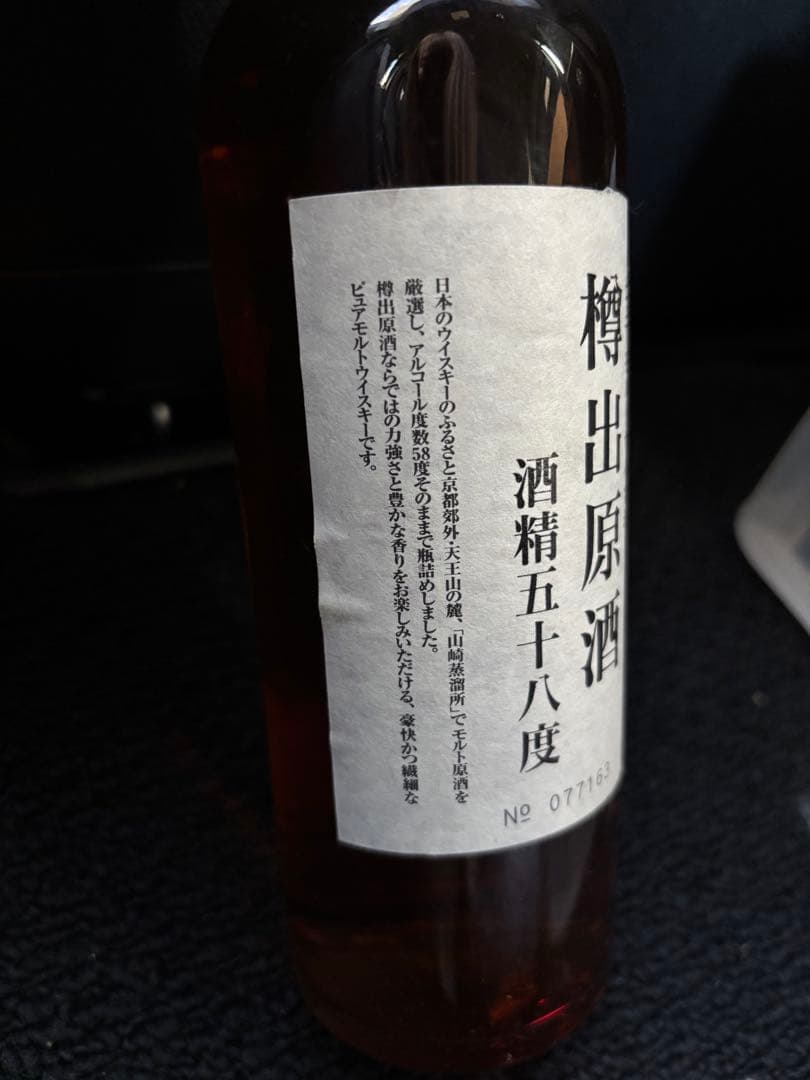 樽出原酒
酒精五十八度
№ 077163
日本のウイスキーのふるさと京都郊外・天王山の麓、「山崎蒸溜所」でモルト原酒を
厳選し、アルコール度数58度そのままで瓶詰めしました。
樽出原酒ならではの力強さと豊かな香りをお楽しみいただける、豪快かつ繊細な
ピュアモルトウイスキーです。